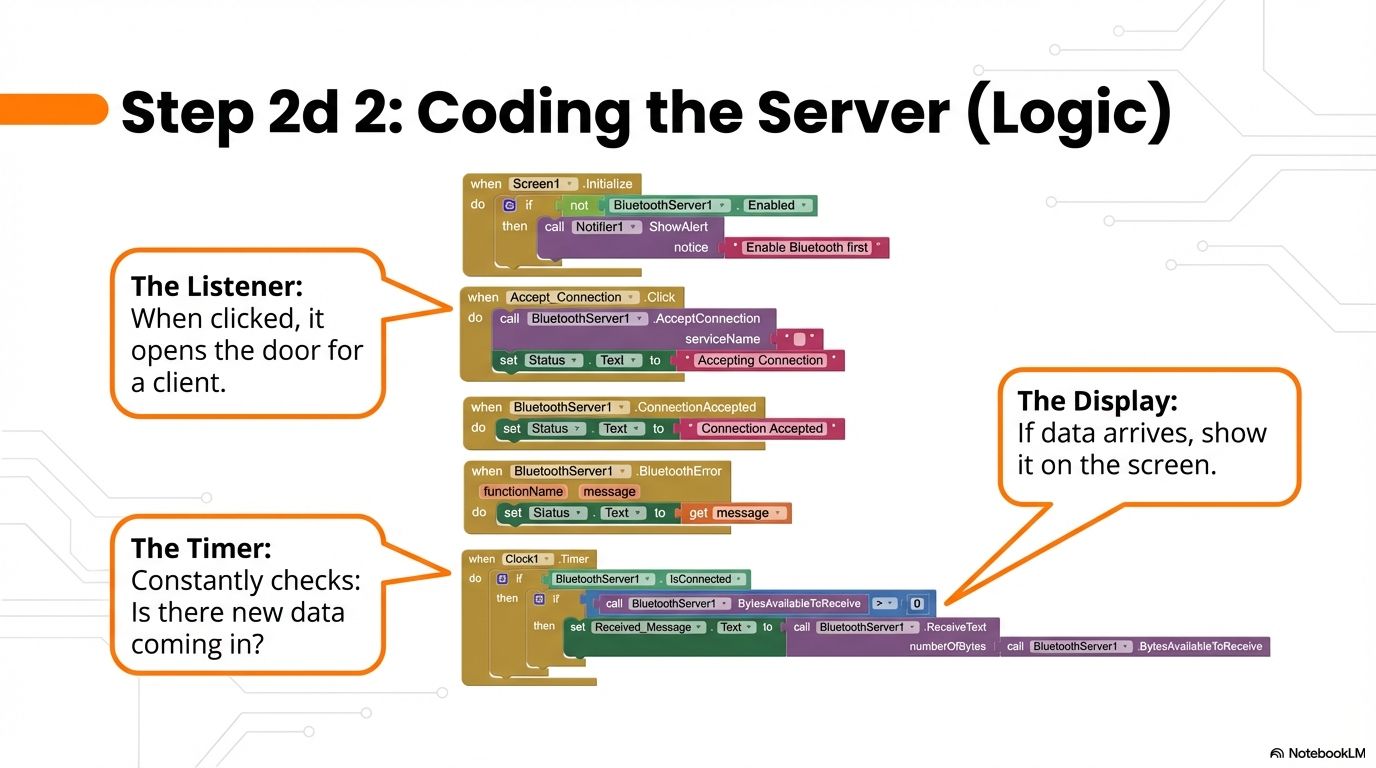 Step 2d 2: Coding the Server (Logic)
when Screen1 .Initialize
do if not BluetoothServer1 . Enabled
then call Notifier1 ShowAlert
notice " Enable Bluetooth first "
The Listener:
When clicked, it
opens the door for
a client.
when Accept_Connection .Click
do call BluetoothServer1 .AcceptConnection
serviceName " "
set Status . Text to " Accepting Connection "
when BluetoothServer1 .ConnectionAccepted
do set Status . Text to " Connection Accepted "
when BluetoothServer1 .BluetoothError
functionName message
do set Siatus . Text to get message
The Timer:
Constantly checks:
Is there new data
coming in?
when Clock1 .Timer
do if BluetoothServer1 . IsConnected
then if call BluetoothServer1 BylesAvailableTcReceive > 0
then set Received_Message . Text to call BluetoothServer1 .ReceiveText
numberOfBytes call BluetoothServer1 .BytesAvailableToReceive
The Display:
If data arrives, show
it on the screen.
NotebookLM